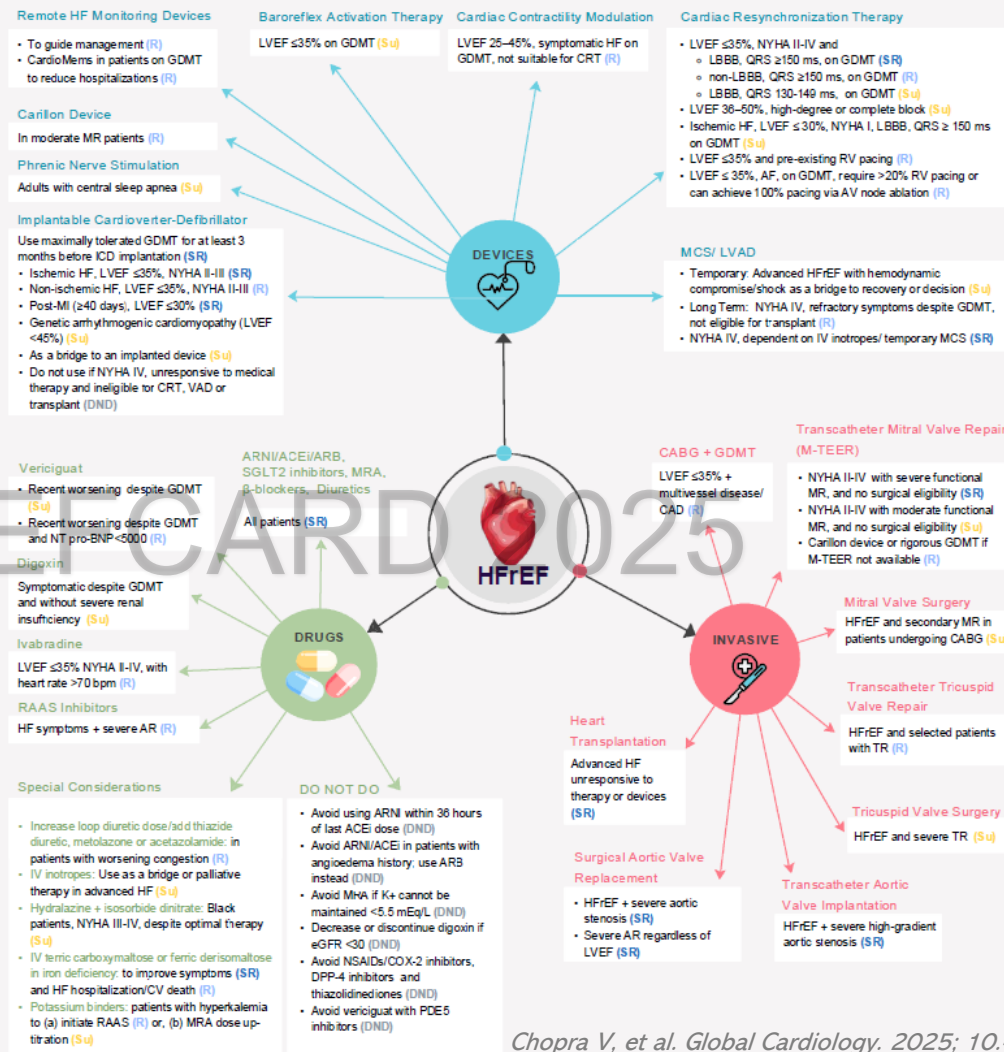 Remote HF Monitoring Devices
• To guide management (R)
• CardioMems in patients on GDMT
to reduce hospitalizations (R)
Baroreflex Activation Therapy
LVEF ≤35% on GDMT (Su)
Cardiac Contractility Modulation
LVEF 25–45%, symptomatic HF on
GDMT, not suitable for CRT (R)
Cardiac Resynchronization Therapy
• LVEF ≤35%, NYHA II-IV and
○ LBBB, QRS ≥150 ms, on GDMT (SR)
○ non-LBBB, QRS ≥150 ms, on GDMT (R)
○ LBBB, QRS 130-149 ms, on GDMT (Su)
• LVEF 36–50%, high-degree or complete block (Su)
• Ischemic HF, LVEF ≤ 30%, NYHA I, LBBB, QRS ≥ 150 ms
on GDMT (Su)
• LVEF ≤35% and pre-existing RV pacing (R)
• LVEF ≤ 35%, AF, on GDMT, require >20% RV pacing or
can achieve 100% pacing via AV node ablation (R)
Carillon Device
In moderate MR patients (R)
Phrenic Nerve Stimulation
Adults with central sleep apnea (Su)
Implantable Cardioverter-Defibrillator
Use maximally tolerated GDMT for at least 3
months before ICD implantation (SR)
• Ischemic HF, LVEF ≤35%, NYHA II-III (SR)
• Non-ischemic HF, LVEF ≤35%, NYHA II-III (R)
• Post-MI (≥40 days), LVEF ≤30% (SR)
• Genetic arrhythmogenic cardiomyopathy (LVEF
<45%) (Su)
• As a bridge to an implanted device (Su)
• Do not use if NYHA IV, unresponsive to medical
therapy and ineligible for CRT, VAD or
transplant (DND)
DEVICES
MCS/ LVAD
• Temporary: Advanced HFrEF with hemodynamic
compromise/shock as a bridge to recovery or decision (Su)
• Long Term: NYHA IV, refractory symptoms despite GDMT,
not eligible for transplant (R)
• NYHA IV, dependent on IV inotropes/ temporary MCS (SR)
Vericiguat
• Recent worsening despite GDMT
(Su)
• Recent worsening despite GDMT
and NT pro-BNP<5000 (R)
ARNI/ACEi/ARB,
SGLT2 inhibitors, MRA,
β-blockers, Diuretics
All patients (SR)
EFCARD 2025
HFrEF
CABG + GDMT
LVEF ≤35% +
multivessel disease/
CAD (R)
Transcatheter Mitral Valve Repair
(M-TEER)
• NYHA II-IV with severe functional
MR, and no surgical eligibility (SR)
• NYHA II-IV with moderate functional
MR, and no surgical eligibility (Su)
• Carillon device or rigorous GDMT if
M-TEER not available (R)
Digoxin
Symptomatic despite GDMT
and without severe renal
insufficiency (Su)
Ivabradine
LVEF ≤35% NYHA II-IV, with
heart rate >70 bpm (R)
RAAS Inhibitors
HF symptoms + severe AR (R)
DRUGS
INVASIVE
Mitral Valve Surgery
HFrEF and secondary MR in
patients undergoing CABG (Su
Transcatheter Tricuspid
Valve Repair
HFrEF and selected patients
with TR (R)
Heart
Transplantation
Advanced HF
unresponsive to
therapy or devices
(SR)
Tricuspid Valve Surgery
HFrEF and severe TR (Su)
Surgical Aortic Valve
Replacement
• HFrEF + severe aortic
stenosis (SR)
• Severe AR regardless of
LVEF (SR)
Transcatheter Aortic
Valve Implantation
HFrEF + severe high-gradient
aortic stenosis (SR)
Special Considerations
• Increase loop diuretic dose/add thiazide
diuretic, metolazone or acetazolamide: in
patients with worsening congestion (R)
• IV inotropes: Use as a bridge or palliative
therapy in advanced HF (Su)
• Hydralazine + isosorbide dinitrate: Black
patients, NYHA III-IV, despite optimal therapy
(Su)
• IV ferric carboxymaltose or ferric derisomaltose
in iron deficiency: to improve symptoms (SR)
and HF hospitalization/CV death (R)
• Potassium binders: patients with hyperkalemia
to (a) initiate RAAS (R) or, (b) MRA dose up-
titration (Su)
DO NOT DO
• Avoid using ARNI within 36 hours
of last ACEi dose (DND)
• Avoid ARNI/ACEi in patients with
angioedema history; use ARB
instead (DND)
• Avoid MRA if K+ cannot be
maintained <5.5 mEq/L (DND)
• Decrease or discontinue digoxin if
eGFR <30 (DND)
• Avoid NSAIDs/COX-2 inhibitors,
DPP-4 inhibitors and
thiazolidinediones (DND)
• Avoid vericiguat with PDE5
inhibitors (DND)
Chopra V, et al. Global Cardiology. 2025; 10.